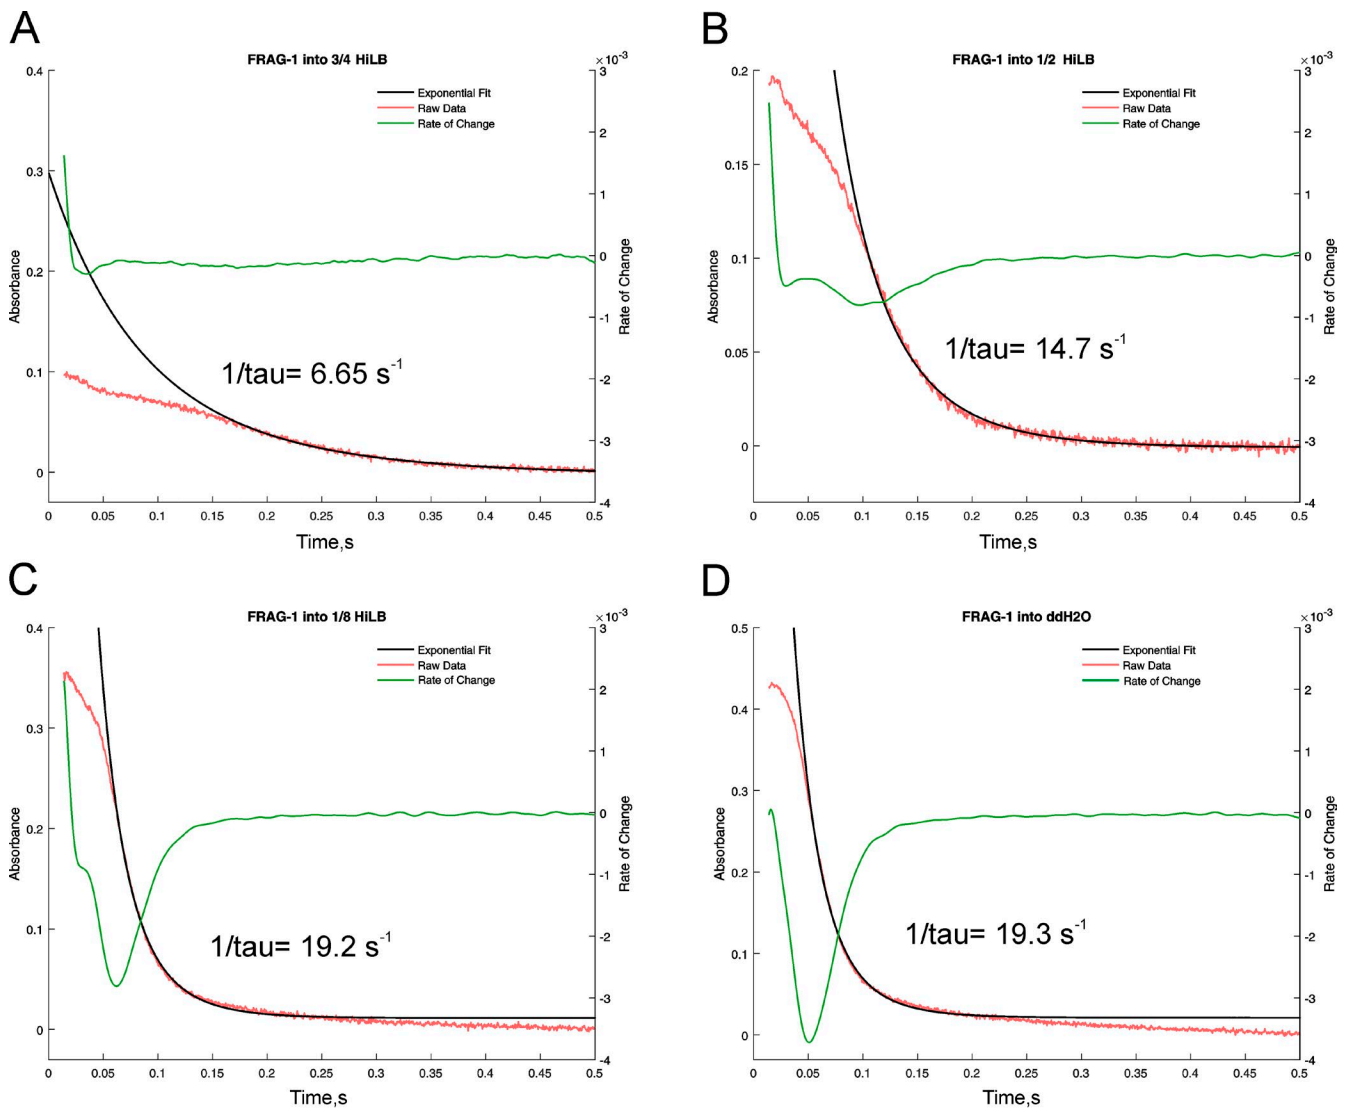 A
FRAG-1 into 3/4 HiLB
×10⁻³
Exponential Fit
Raw Data
Rate of Change
0.4
0.3
0.2
0.1
0
3
2
1
0
-1
-2
-3
-4
Absorbance
Rate of Change
1/tau= 6.65 s⁻¹
0 0.05 0.1 0.15 0.2 0.25 0.3 0.35 0.4 0.45 0.5
Time,s
B
FRAG-1 into 1/2 HiLB
×10⁻³
Exponential Fit
Raw Data
Rate of Change
0.2
0.15
0.1
0.05
0
3
2
1
0
-1
-2
-3
-4
Absorbance
Rate of Change
1/tau= 14.7 s⁻¹
0 0.05 0.1 0.15 0.2 0.25 0.3 0.35 0.4 0.45 0.5
Time,s
C
FRAG-1 into 1/8 HiLB
×10⁻³
Exponential Fit
Raw Data
Rate of Change
0.4
0.3
0.2
0.1
0
3
2
1
0
-1
-2
-3
-4
Absorbance
Rate of Change
1/tau= 19.2 s⁻¹
0 0.05 0.1 0.15 0.2 0.25 0.3 0.35 0.4 0.45 0.5
Time,s
D
FRAG-1 into ddH2O
×10⁻³
Exponential Fit
Raw Data
Rate of Change
0.5
0.4
0.3
0.2
0.1
0
3
2
1
0
-1
-2
-3
-4
Absorbance
Rate of Change
1/tau= 19.3 s⁻¹
0 0.05 0.1 0.15 0.2 0.25 0.3 0.35 0.4 0.45 0.5
Time,s